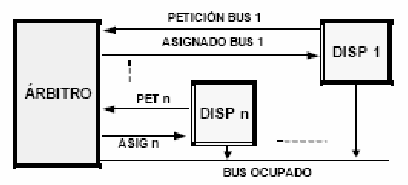 PETICIÓN BUS 1
ASIGNADO BUS 1
DISP 1
ÁRBITRO
PET n
DISP n
ASIG n
BUS OCUPADO